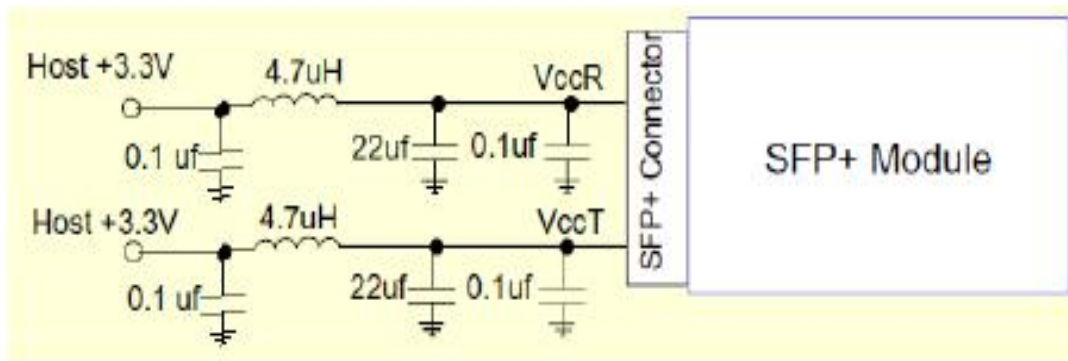 Host +3.3V
4.7uH
VccR
0.1 uf
22uf
0.1uf
Host +3.3V
4.7uH
VccT
0.1 uf
22uf
0.1uf
SFP+ Connector
SFP+ Module